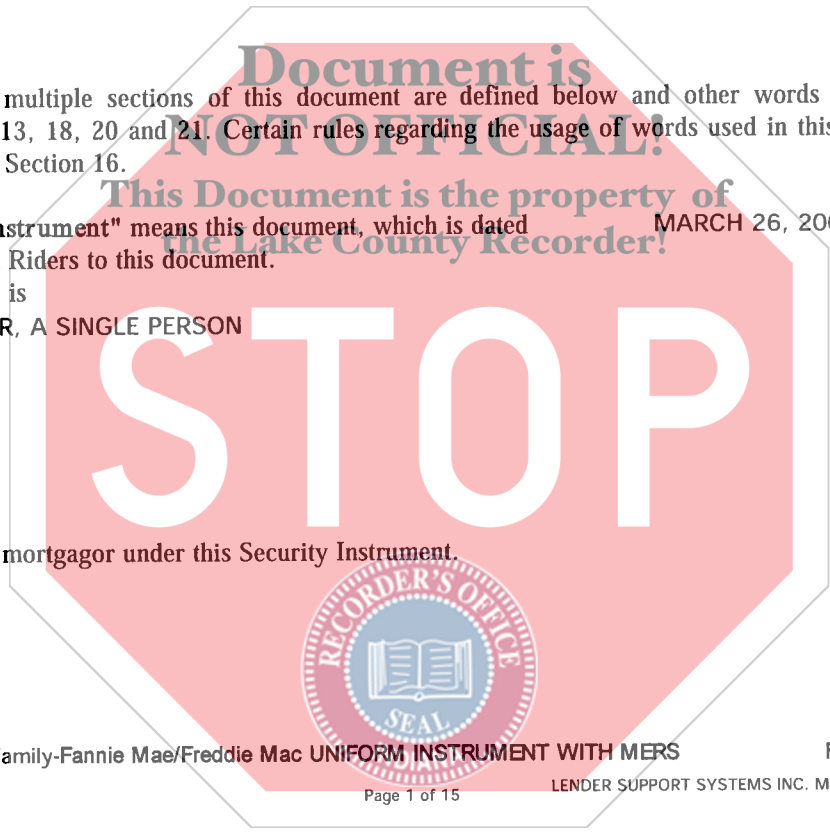 Document is
multiple sections of this document are defined below and other words
13, 18, 20 and 21. Certain rules regarding the usage of words used in this
NOT OFFICIAL!
Section 16.
This Document is the property of
nstrument" means this document, which is dated MARCH 26, 200
the Lake County Recorder!
Riders to this document.
is
R, A SINGLE PERSON
STOP
mortgagor under this Security Instrument.
RECORDER'S OFFICE
SEAL
INDIANA
amily-Fannie Mae/Freddie Mac UNIFORM INSTRUMENT WITH MERS
LENDER SUPPORT SYSTEMS INC. M
Page 1 of 15